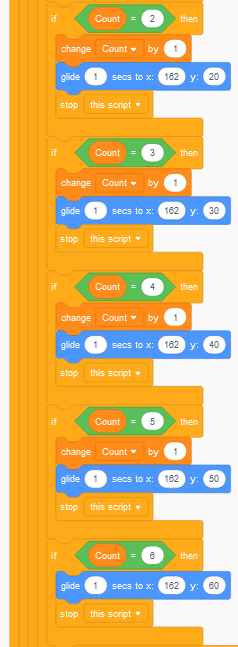 if Count = 2 then
change Count by 1
glide 1 secs to x: 162 y: 20
stop this script
if Count = 3 then
change Count by 1
glide 1 secs to x: 162 y: 30
stop this script
if Count = 4 then
change Count by 1
glide 1 secs to x: 162 y: 40
stop this script
if Count = 5 then
change Count by 1
glide 1 secs to x: 162 y: 50
stop this script
if Count = 6 then
glide 1 secs to x: 162 y: 60
stop this script